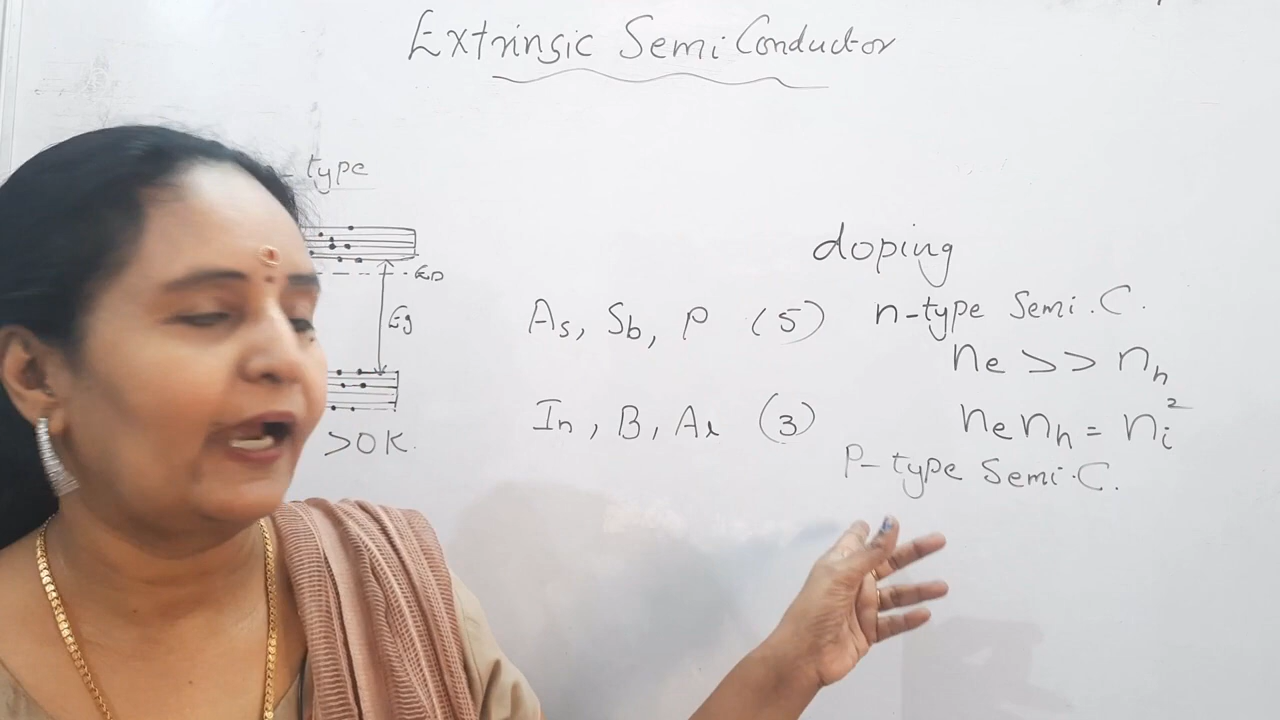 Extrinsic Semi Conductor
- type
ED
Eg
>0K.
doping
As, Sb, P (5) n-type Semi.C.
ne >> nh
In, B, Al (3) ne nh = ni²
P-type Semi.C.